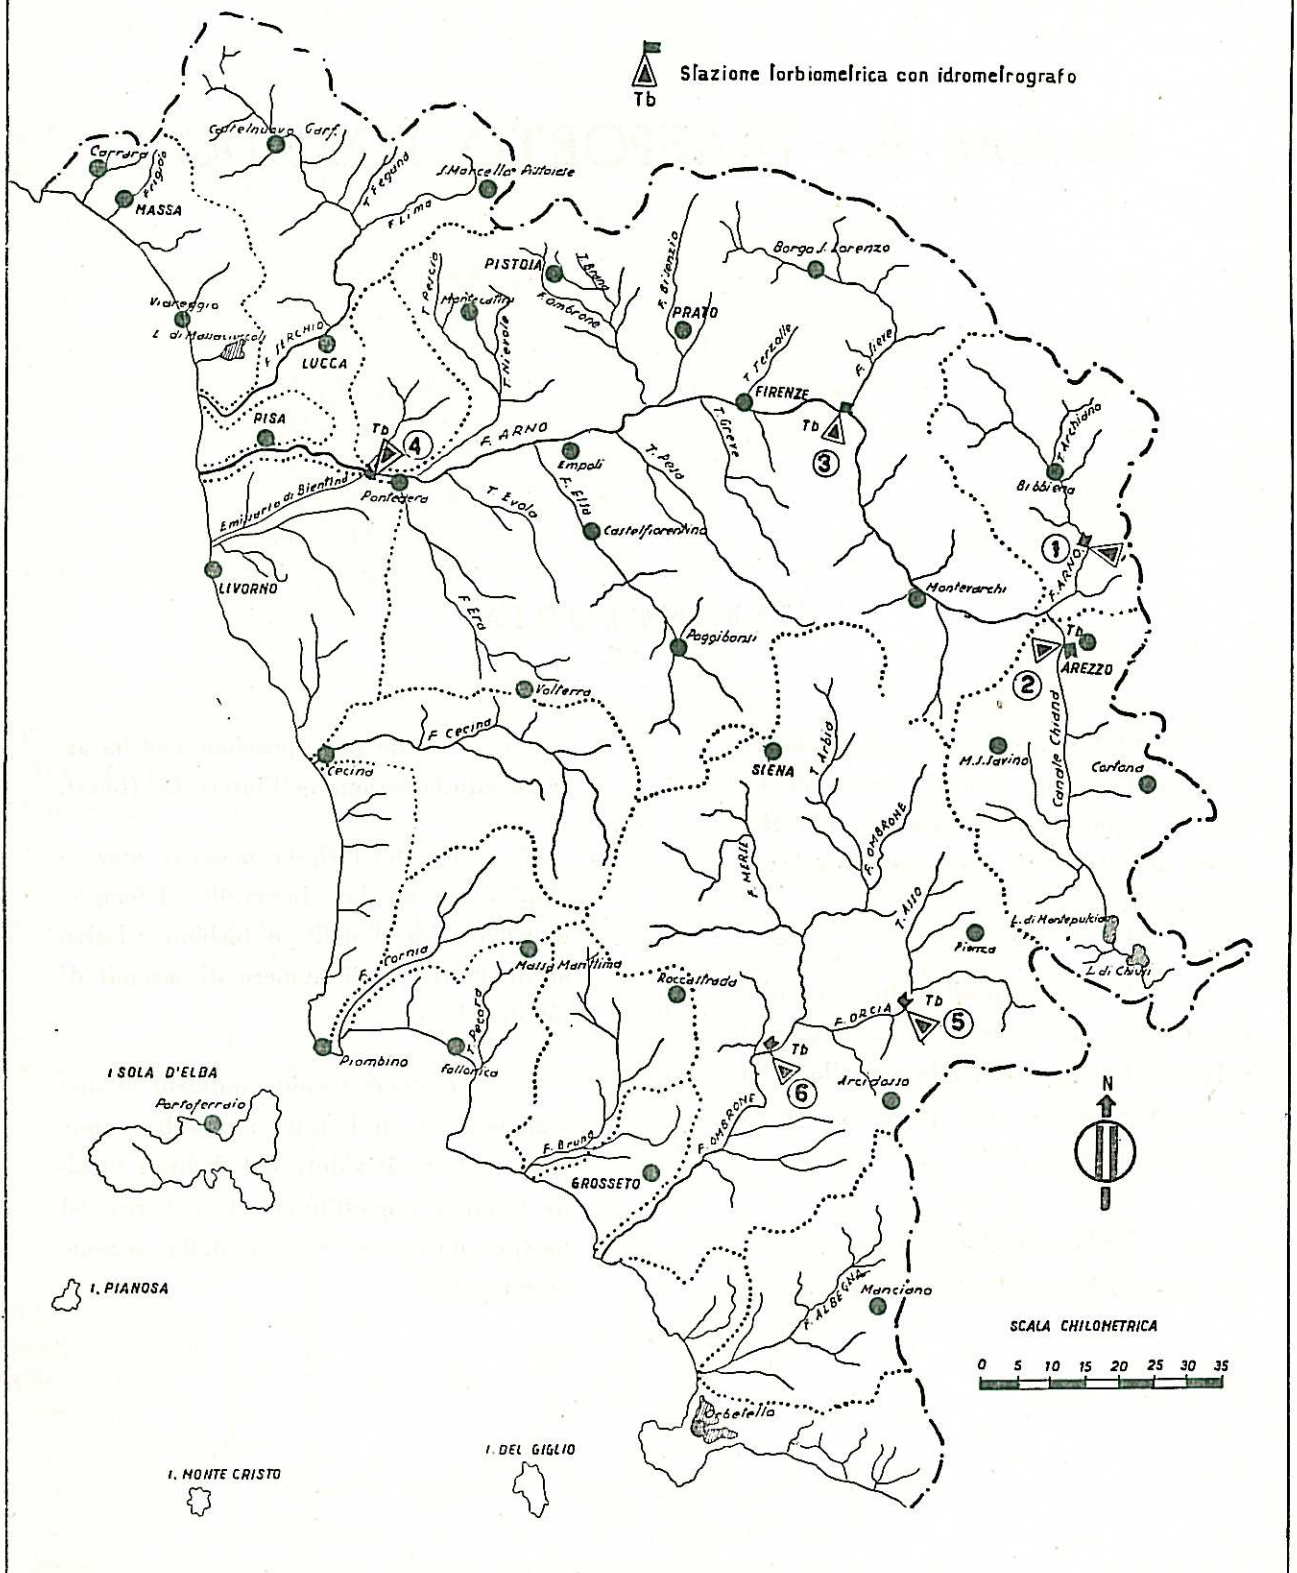 Stazione torbiometrica con idrometrografo
Tb
Castelnuovo Garf.
Carrara
Frigido
MASSA
T. Fegana
S. Marcello Pistoiese
F. Lima
Borgo S. Lorenzo
PISTOIA
T. Brana
F. Ombrone
F. Bisenzio
T. Pescia
Montecatini
F. Nievole
PRATO
Viareggio
L. di Massaciuccoli
F. SERCHIO
LUCCA
T. Terzolle
F. Sieve
FIRENZE
PISA
Tb
4
F. ARNO
Empoli
T. Pesa
T. Greve
Tb
3
T. Archiano
Bibbiena
Emissario di Bientina
Pontedera
T. Evola
F. Elsa
Castelfiorentino
1
F. ARNO
LIVORNO
F. Era
Montevarchi
Poggibonsi
Tb
AREZZO
2
Volterra
F. Cecina
Cecina
SIENA
T. Arbia
M.S.Savino
Canale Chiana
Cortona
F. MERSE
F. OMBRONE
T. Asso
F. Cornia
Massa Marittima
Pienza
L. di Montepulciano
L. di Chiusi
Roccastrada
T. Pecora
F. ORCIA
Tb
5
Piombino
Follonica
Tb
6
Arcidosso
ISOLA D'ELBA
Portoferraio
N
F. Bruna
F. OMBRONE
GROSSETO
I. PIANOSA
F. ALBEGNA
Manciano
SCALA CHILOMETRICA
0 5 10 15 20 25 30 35
Orbetello
I. DEL GIGLIO
I. MONTE CRISTO